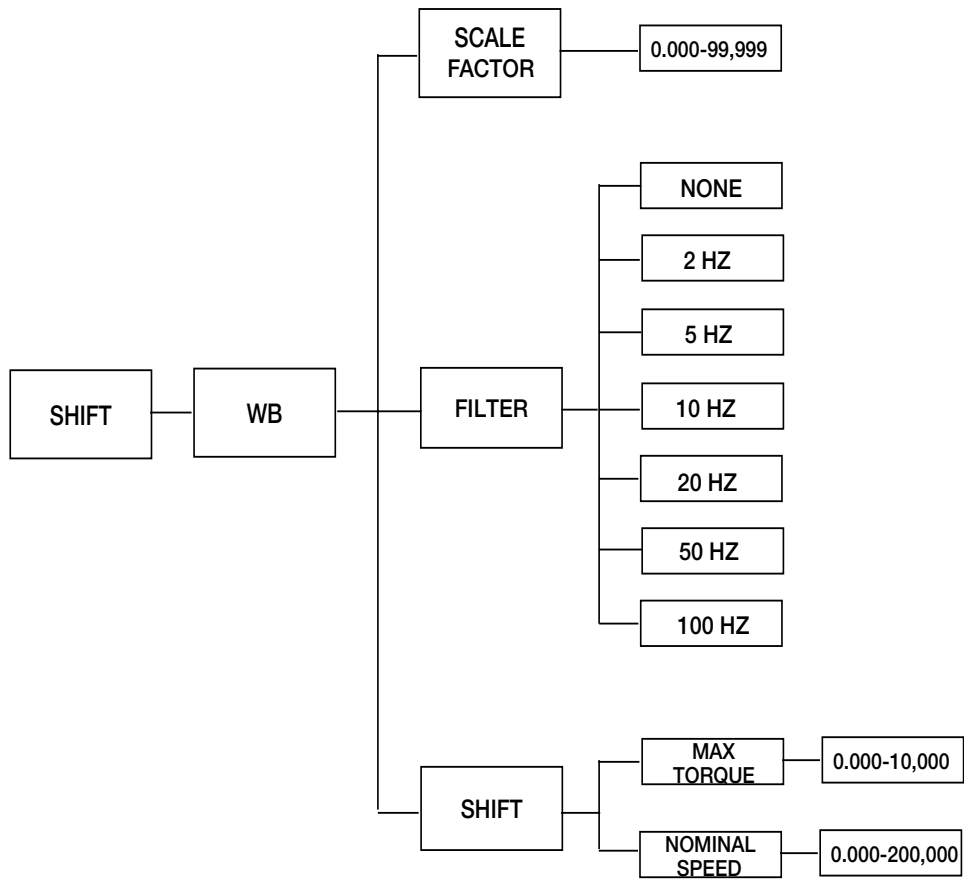 SCALE
FACTOR
0.000-99,999
NONE
2 HZ
5 HZ
SHIFT
WB
FILTER
10 HZ
20 HZ
50 HZ
100 HZ
SHIFT
MAX
TORQUE
0.000-10,000
NOMINAL
SPEED
0.000-200,000